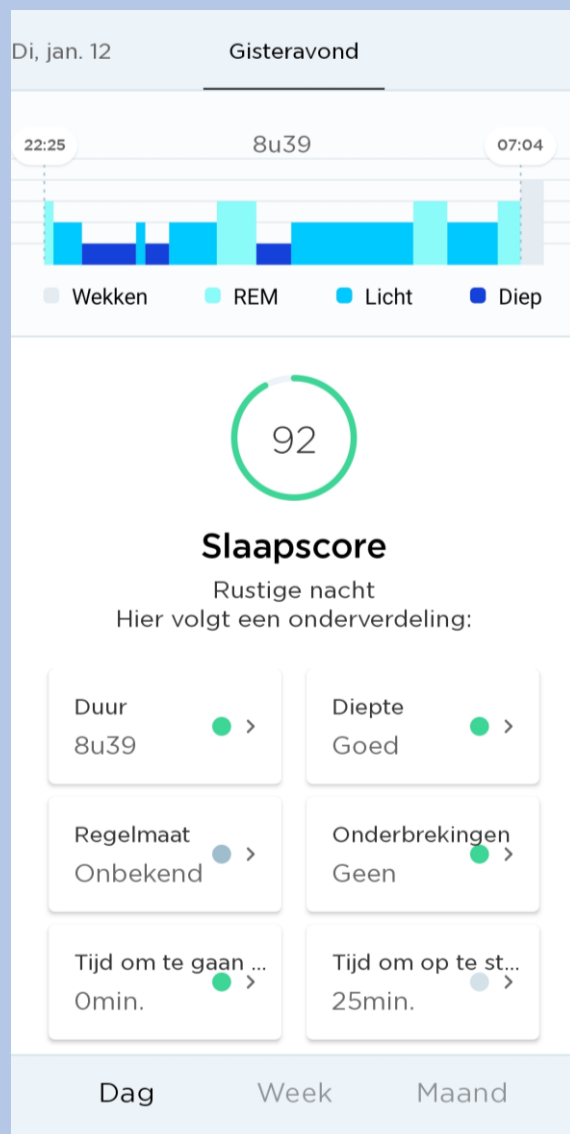 Di, jan. 12 Gisteravond
22:25 8u39 07:04
Wekken REM Licht Diep
92
Slaapscore
Rustige nacht
Hier volgt een onderverdeling:
Duur
8u39
Diepte
Goed
Regelmaat
Onbekend
Onderbrekingen
Geen
Tijd om te gaan ...
0min.
Tijd om op te st...
25min.
Dag Week Maand